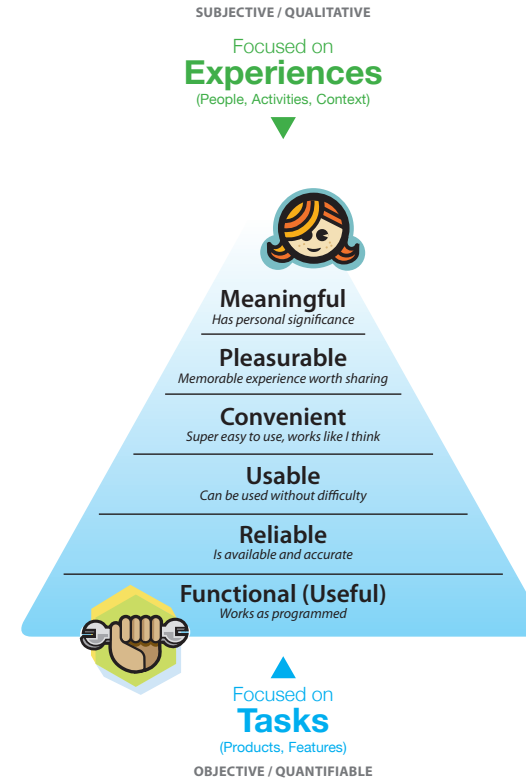 SUBJECTIVE / QUALITATIVE
Focused on
Experiences
(People, Activities, Context)
Meaningful
Has personal significance
Pleasurable
Memorable experience worth sharing
Convenient
Super easy to use, works like I think
Usable
Can be used without difficulty
Reliable
Is available and accurate
Functional (Useful)
Works as programmed
Focused on
Tasks
(Products, Features)
OBJECTIVE / QUANTIFIABLE